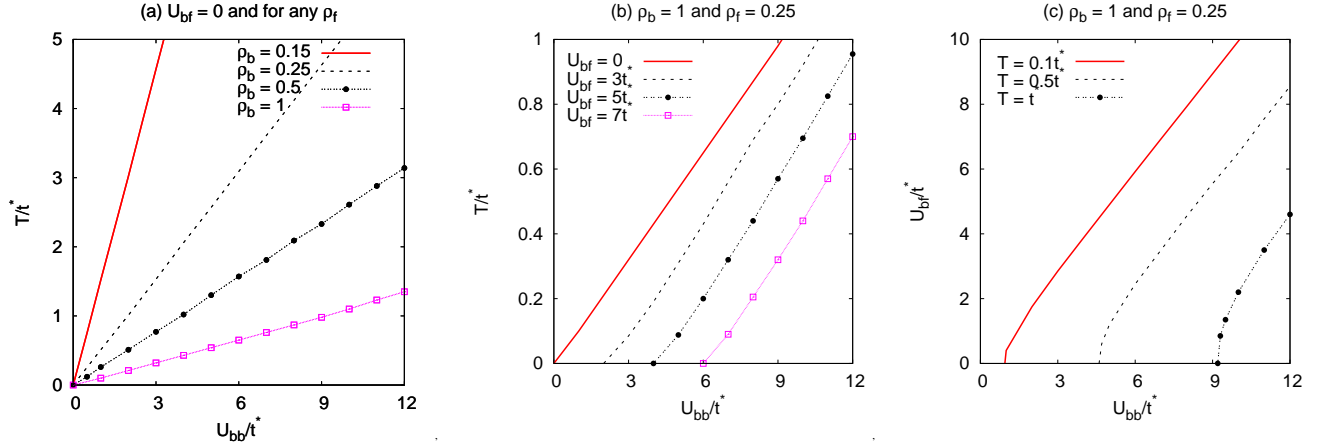 (a) U_bf = 0 and for any ρ_f
T/t*
5
4
3
2
1
0
0
3
6
9
12
U_bb/t*
ρ_b = 0.15
ρ_b = 0.25
ρ_b = 0.5
ρ_b = 1
(b) ρ_b = 1 and ρ_f = 0.25
T/t*
1
0.8
0.6
0.4
0.2
0
0
3
6
9
12
U_bb/t*
U_bf = 0
U_bf = 3t*
U_bf = 5t*
U_bf = 7t*
(c) ρ_b = 1 and ρ_f = 0.25
U_bf/t*
10
8
6
4
2
0
0
3
6
9
12
U_bb/t*
T = 0.1t*
T = 0.5t*
T = t*